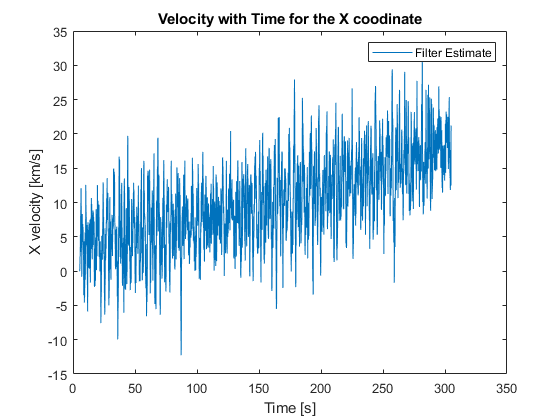 Velocity with Time for the X coodinate
Filter Estimate
35
30
25
20
15
10
5
0
-5
-10
-15
X velocity [km/s]
0 50 100 150 200 250 300 350
Time [s]